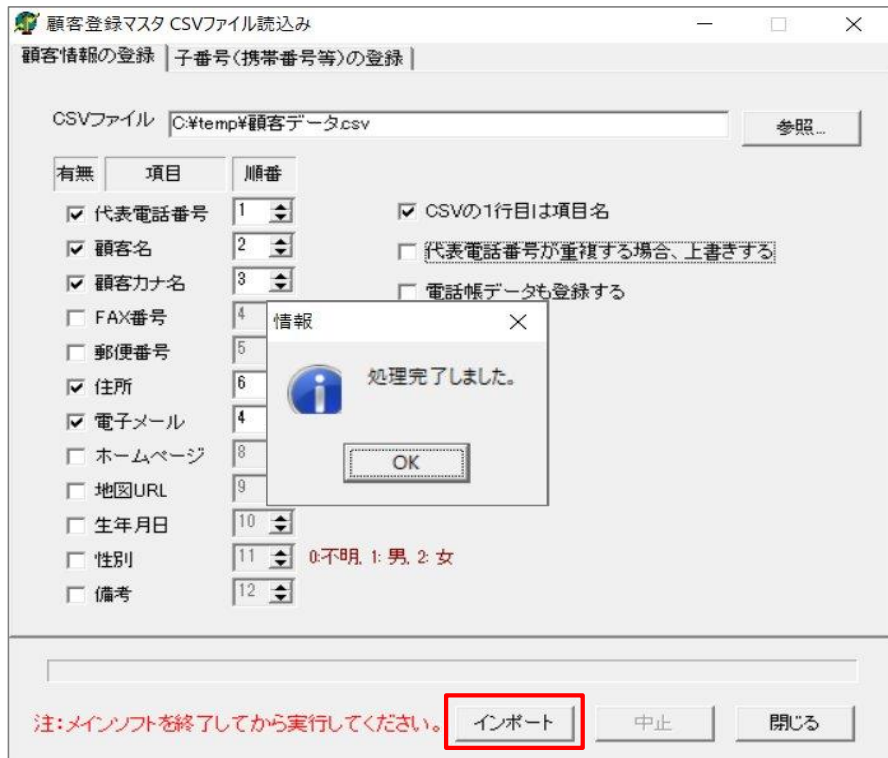 顧客登録マスタ CSVファイル読込み
顧客情報の登録 子番号(携帯番号等)の登録
CSVファイル C:¥temp¥顧客データ.csv 参照...
有無 項目 順番
代表電話番号 1 CSVの1行目は項目名
顧客名 2 代表電話番号が重複する場合、上書きする
顧客カナ名 3 電話帳データも登録する
FAX番号 4
郵便番号 5
住所 6
電子メール 4
ホームページ 8
地図URL 9
生年月日 10
性別 11 0:不明, 1: 男, 2: 女
備考 12
情報
処理完了しました。
OK
注:メインソフトを終了してから実行してください。 インポート 中止 閉じる